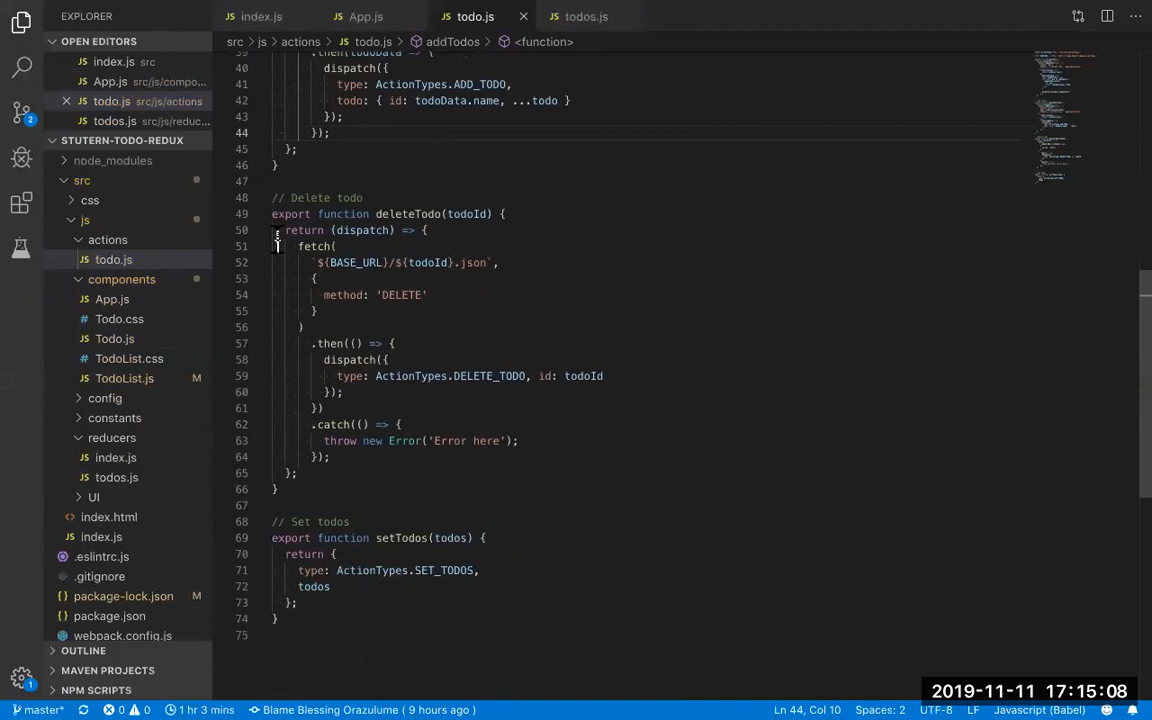 EXPLORER
index.js
App.js
todo.js
todos.js
OPEN EDITORS
index.js src
App.js src/js/compo...
todo.js src/js/actions
todos.js src/js/reduc...
STUTERN-TODO-REDUX
node_modules
src
css
js
actions
todo.js
components
App.js
Todo.css
Todo.js
TodoList.css
TodoList.js M
config
constants
reducers
index.js
todos.js
UI
index.html
index.js
.eslintrc.js
.gitignore
package-lock.json M
package.json
webpack.config.js
OUTLINE
MAVEN PROJECTS
NPM SCRIPTS
2
1
src > js > actions > todo.js > addTodos > <function>
39 .then(todoData => {
40 dispatch({
41 type: ActionTypes.ADD_TODO,
42 todo: { id: todoData.name, ...todo }
43 });
44 });
45 };
46 }
47
48 // Delete todo
49 export function deleteTodo(todoId) {
50 return (dispatch) => {
51 fetch(
52 `${BASE_URL}/${todoId}.json`,
53 {
54 method: 'DELETE'
55 }
56 )
57 .then(() => {
58 dispatch({
59 type: ActionTypes.DELETE_TODO, id: todoId
60 });
61 })
62 .catch(() => {
63 throw new Error('Error here');
64 });
65 };
66 }
67
68 // Set todos
69 export function setTodos(todos) {
70 return {
71 type: ActionTypes.SET_TODOS,
72 todos
73 };
74 }
75
2019-11-11 17:15:08
master* 0 0 1 hr 3 mins Blame Blessing Orazulume ( 9 hours ago ) Ln 44, Col 10 Spaces: 2 UTF-8 LF Javascript (Babel)